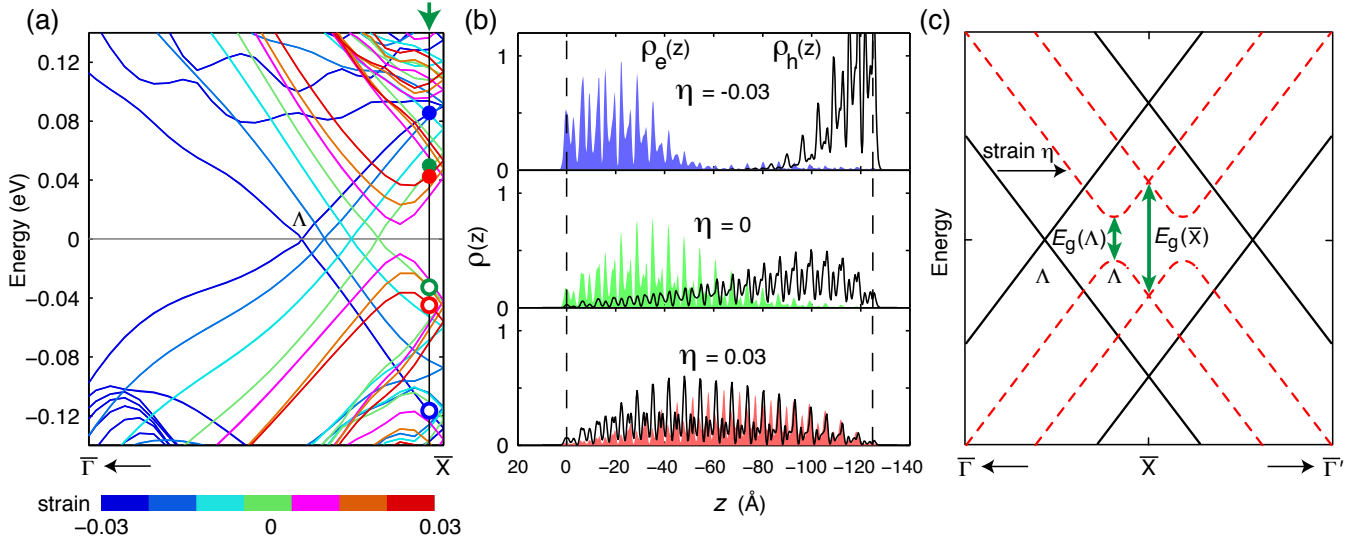 (a)
0.12
0.08
0.04
0
−0.04
−0.08
−0.12
Energy (eV)
Λ
Γ̅
X̅
strain
−0.03
0
0.03
(b)
1
0
1
0
1
0
ρ(z)
ρe(z)
ρh(z)
η = -0.03
η = 0
η = 0.03
20
0
−20
−40
−60
−80
−100
−120
−140
z (Å)
(c)
Energy
strain η
Eg(Λ)
Eg(X̅)
Λ
Λ
Γ̅
X̅
Γ̅'